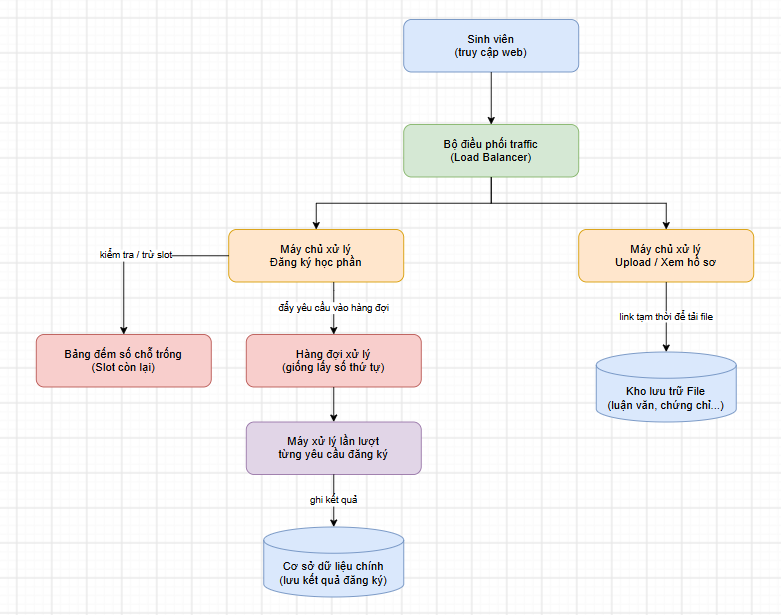 Sinh viên
(truy cập web)
Bộ điều phối traffic
(Load Balancer)
Máy chủ xử lý
Đăng ký học phần
Máy chủ xử lý
Upload / Xem hồ sơ
kiểm tra / trừ slot
đẩy yêu cầu vào hàng đợi
link tạm thời để tải file
Bảng đếm số chỗ trống
(Slot còn lại)
Hàng đợi xử lý
(giống lấy số thứ tự)
Kho lưu trữ File
(luận văn, chứng chỉ...)
Máy xử lý lần lượt
từng yêu cầu đăng ký
ghi kết quả
Cơ sở dữ liệu chính
(lưu kết quả đăng ký)